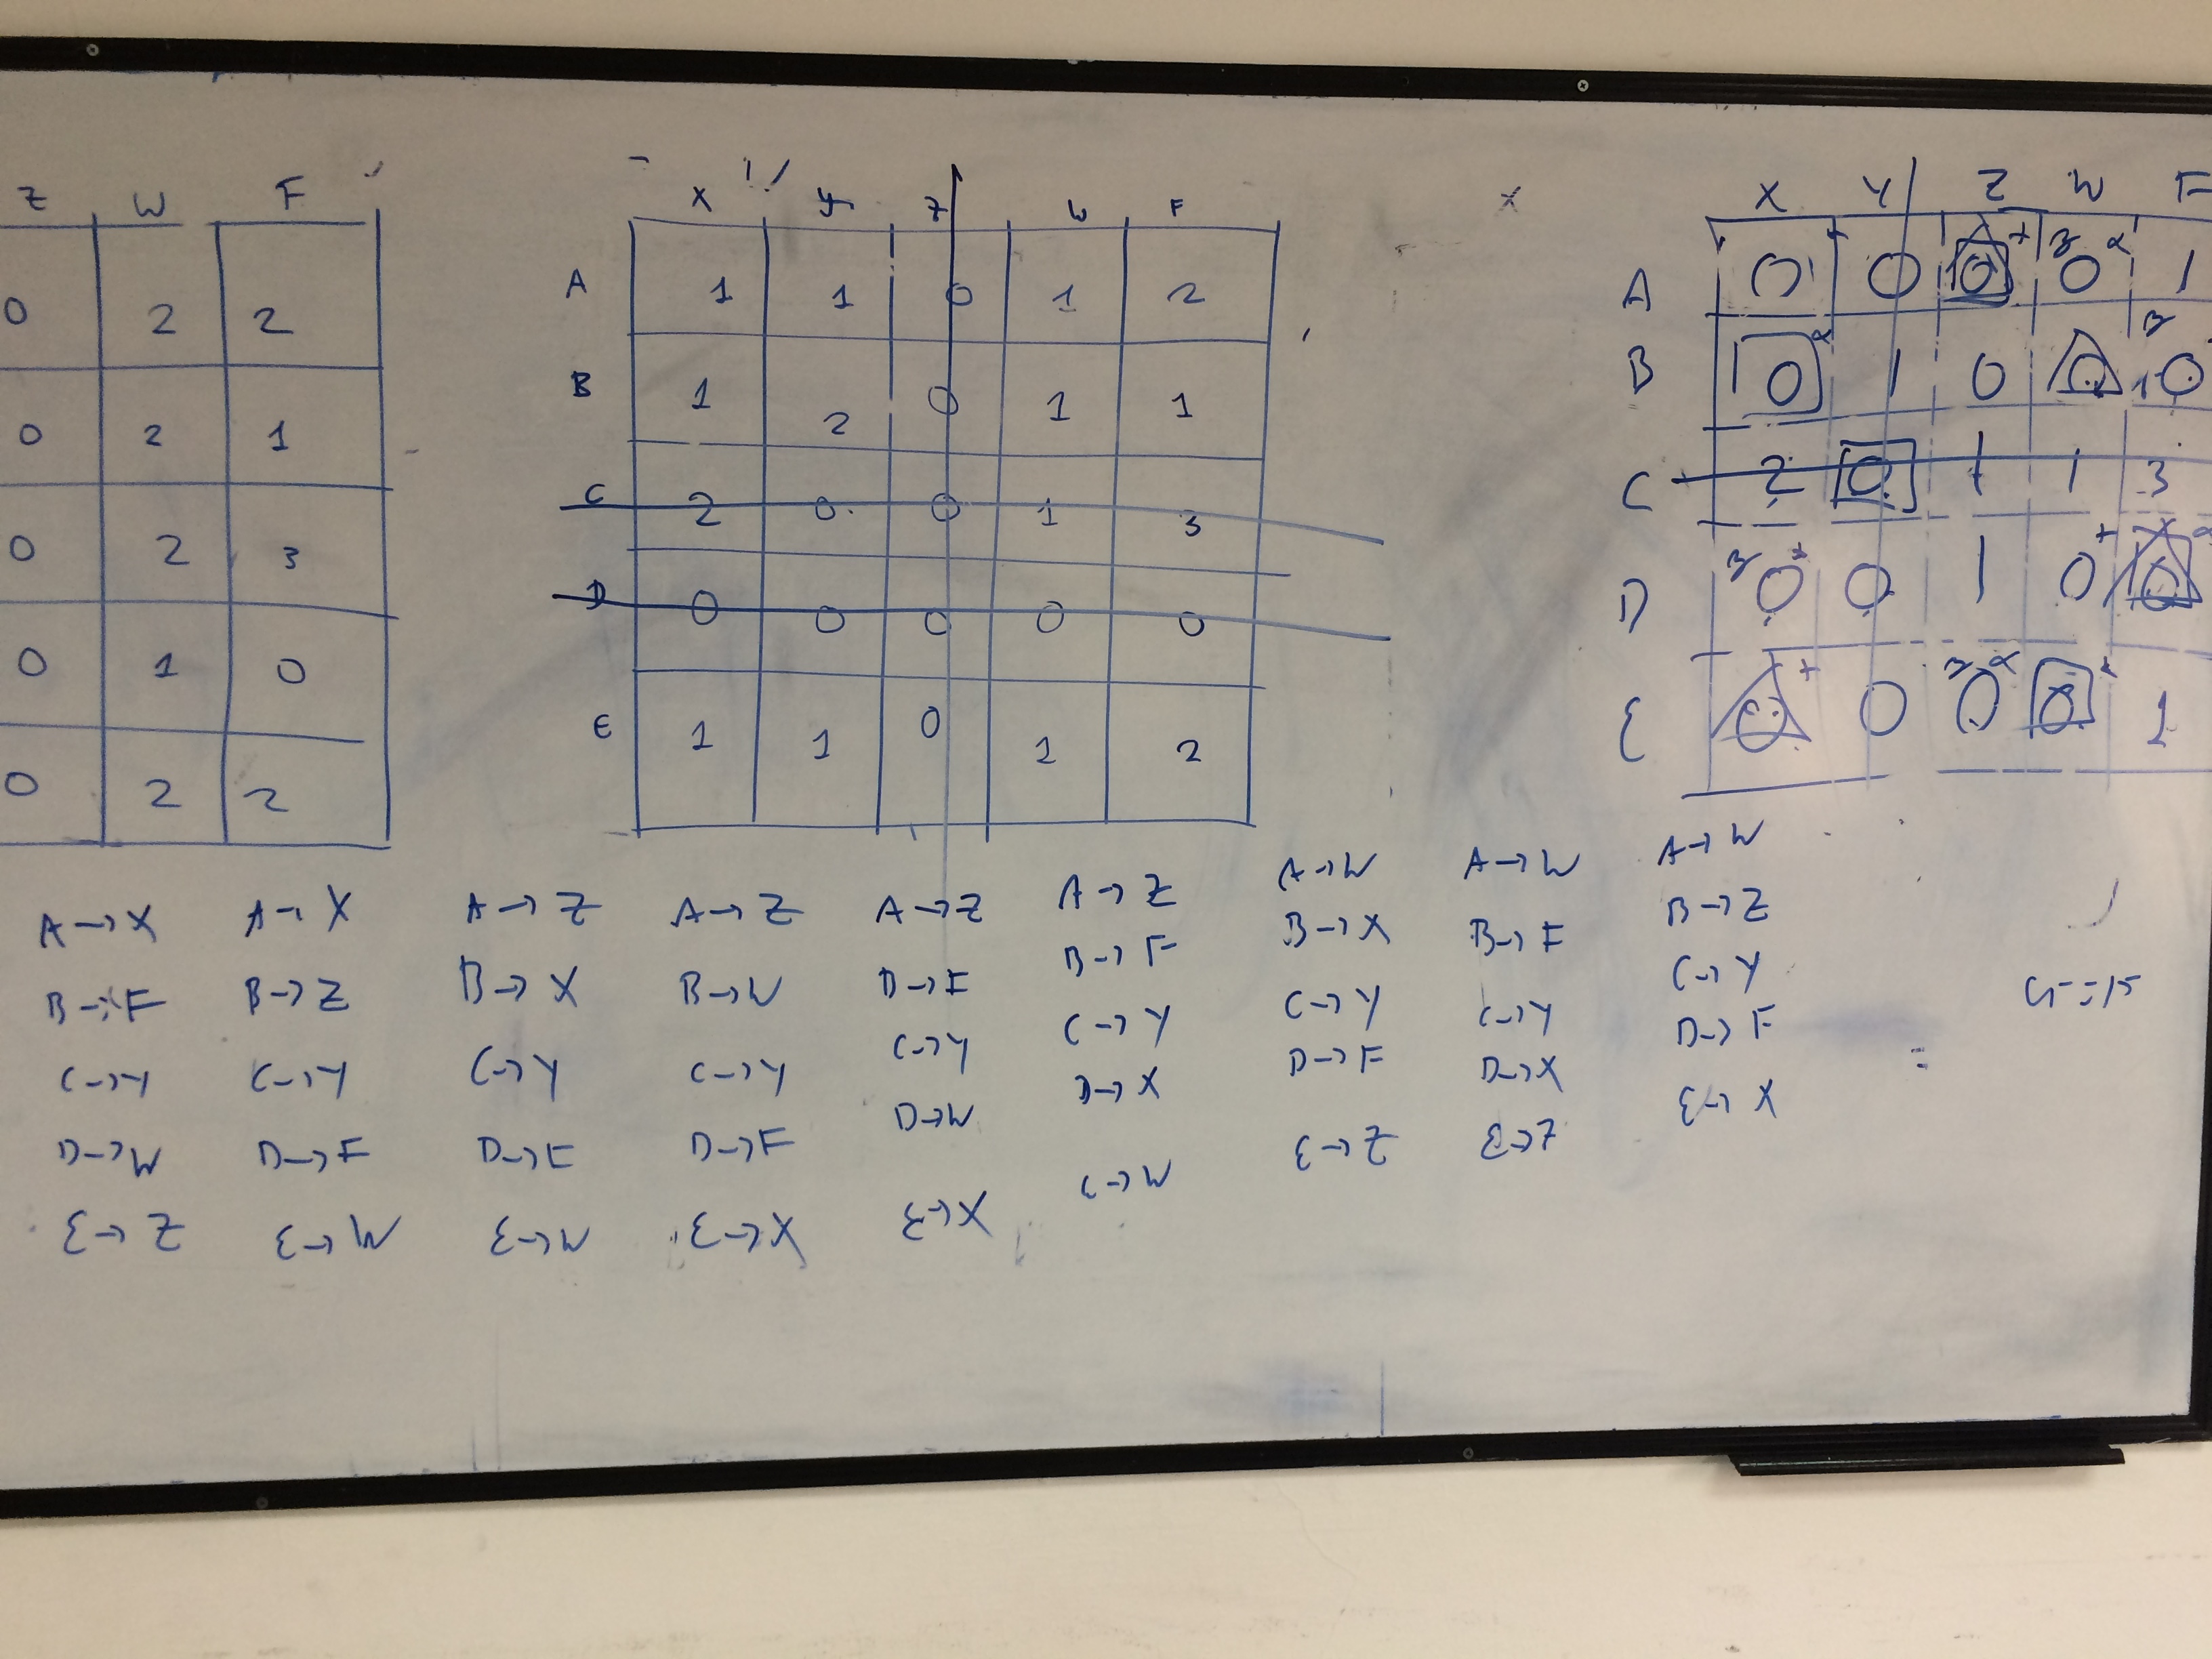 Z W F
0 2 2
0 2 1
0 2 3
0 1 0
0 2 2
X Y Z W F
A 1 1 0 1 2
B 1 2 0 1 1
C 2 0 0 1 3
D 0 0 0 0 0
E 1 1 0 1 2
X Y Z W F
A 0 0 0 0 1
B 0 1 0 0 0
C 2 0 1 1 3
D 0 0 1 0 0
E 0 0 0 0 1
A→X
B→F
C→Y
D→W
E→Z
A→X
B→Z
C→Y
D→F
E→W
A→Z
B→X
C→Y
D→F
E→W
A→Z
B→W
C→Y
D→F
E→X
A→Z
D→F
C→Y
D→W
E→X
A→Z
B→F
C→Y
D→X
E→W
A→W
B→X
C→Y
D→F
E→Z
A→W
B→F
C→Y
D→X
E→Z
A→W
B→Z
C→Y
D→F
E→X
=15